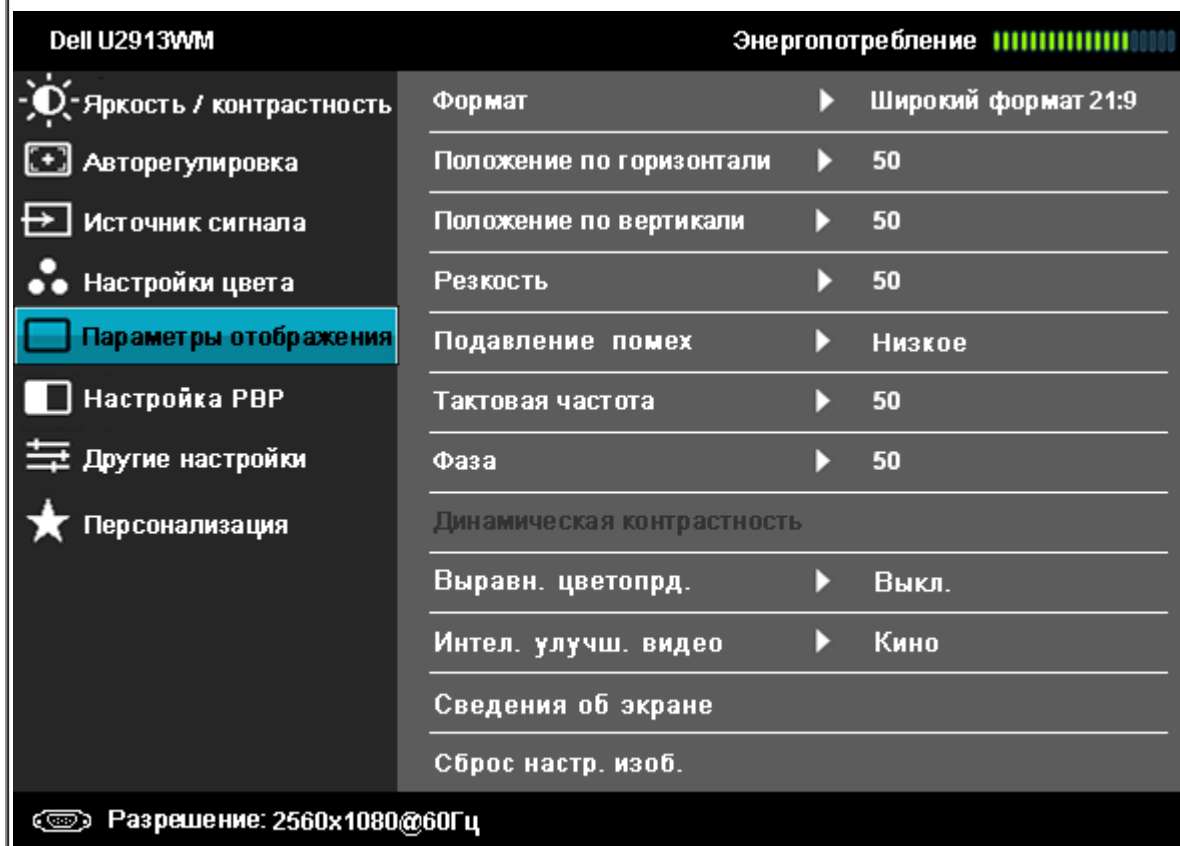 Dell U2913WM
Энергопотребление
Яркость / контрастность
Авторегулировка
Источник сигнала
Настройки цвета
Параметры отображения
Настройка PBP
Другие настройки
Персонализация
Формат Широкий формат 21:9
Положение по горизонтали 50
Положение по вертикали 50
Резкость 50
Подавление помех Низкое
Тактовая частота 50
Фаза 50
Динамическая контрастность
Выравн. цветопрд. Выкл.
Интел. улучш. видео Кино
Сведения об экране
Сброс настр. изоб.
Разрешение: 2560x1080@60Гц